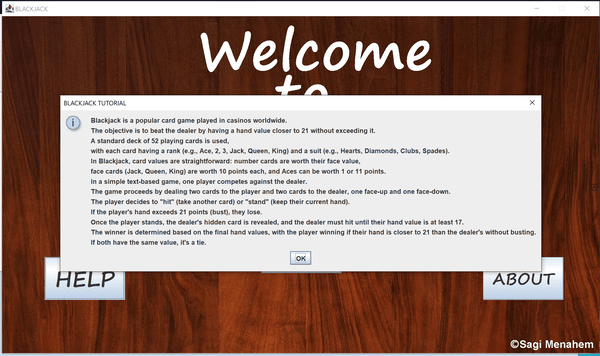 BLACKJACK
Welcome
to
BLACKJACK TUTORIAL
Blackjack is a popular card game played in casinos worldwide.
The objective is to beat the dealer by having a hand value closer to 21 without exceeding it.
A standard deck of 52 playing cards is used,
with each card having a rank (e.g., Ace, 2, 3, Jack, Queen, King) and a suit (e.g., Hearts, Diamonds, Clubs, Spades).
In Blackjack, card values are straightforward: number cards are worth their face value,
face cards (Jack, Queen, King) are worth 10 points each, and Aces can be worth 1 or 11 points.
In a simple text-based game, one player competes against the dealer.
The game proceeds by dealing two cards to the player and two cards to the dealer, one face-up and one face-down.
The player decides to "hit" (take another card) or "stand" (keep their current hand).
If the player's hand exceeds 21 points (bust), they lose.
Once the player stands, the dealer's hidden card is revealed, and the dealer must hit until their hand value is at least 17.
The winner is determined based on the final hand values, with the player winning if their hand is closer to 21 than the dealer's without busting.
If both have the same value, it's a tie.
OK
HELP
ABOUT
©Sagi Menahem